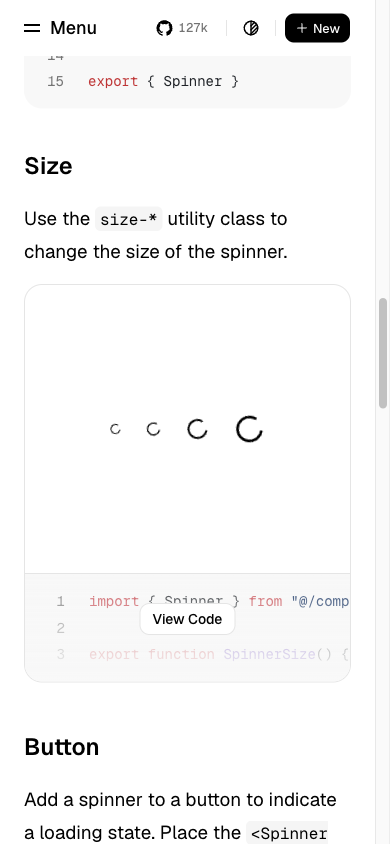 Menu
127k
New
14
15 export { Spinner }
Size
Use the size-* utility class to
change the size of the spinner.
1 import { Spinner } from "@/comp
2
View Code
3 export function SpinnerSize() {
Button
Add a spinner to a button to indicate
a loading state. Place the <Spinner